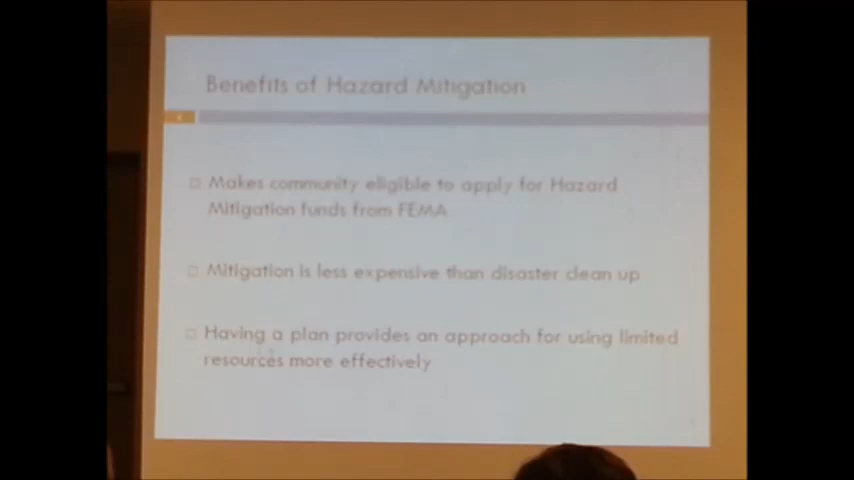 Benefits of Hazard Mitigation
Makes community eligible to apply for Hazard
Mitigation funds from FEMA
Mitigation is less expensive than disaster clean up
Having a plan provides an approach for using limited
resources more effectively